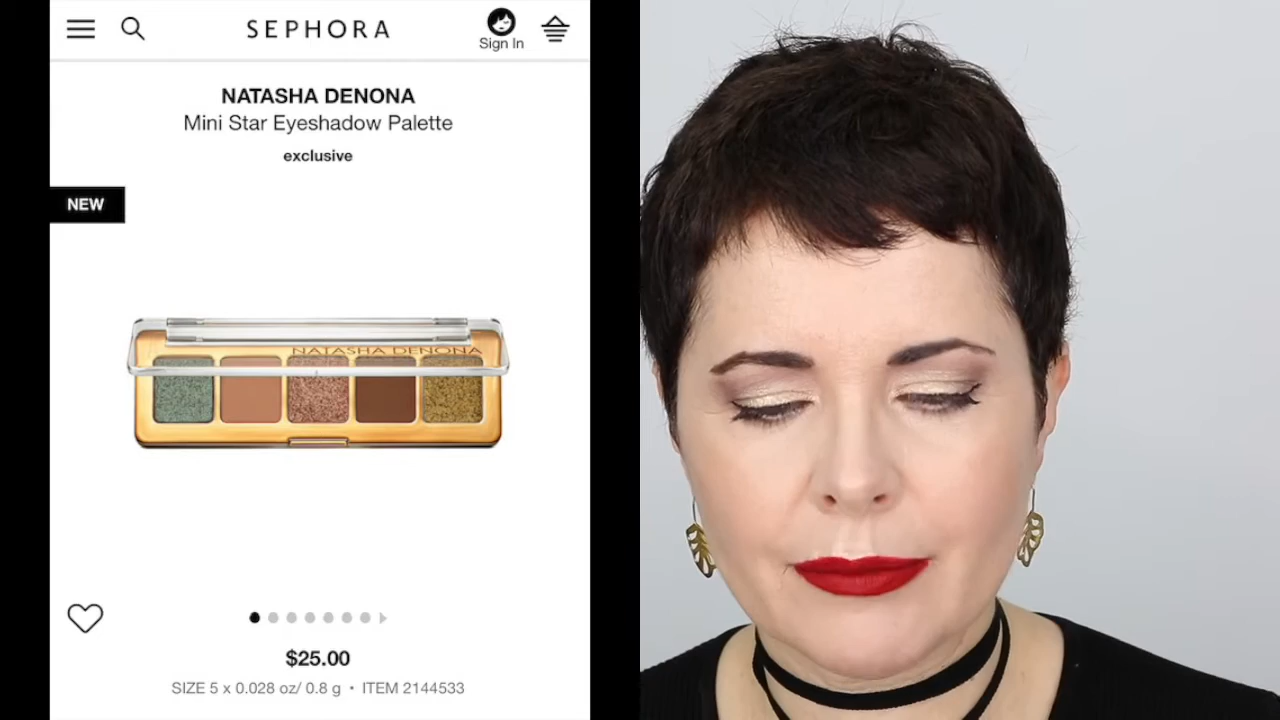 SEPHORA
Sign In
NATASHA DENONA
Mini Star Eyeshadow Palette
exclusive
NEW
NATASHA DENONA
$25.00
SIZE 5 x 0.028 oz/ 0.8 g • ITEM 2144533